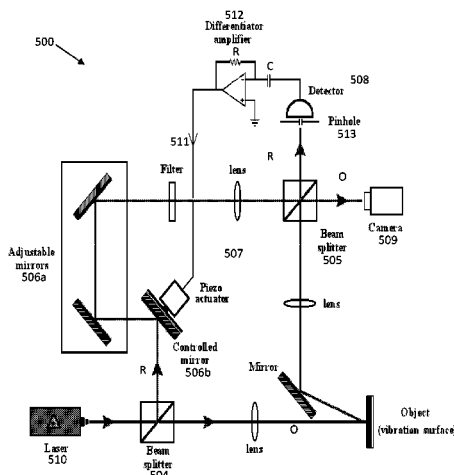 500
512
Differentiator
amplifier
R
C
Detector
508
Pinhole
513
511
R
Filter
lens
O
Camera
509
Beam
splitter
505
Adjustable
mirrors
506a
507
Piezo
actuator
lens
Controlled
mirror
506b
R
Mirror
Object
(vibration surface)
Laser
510
Beam
splitter
504
lens
O